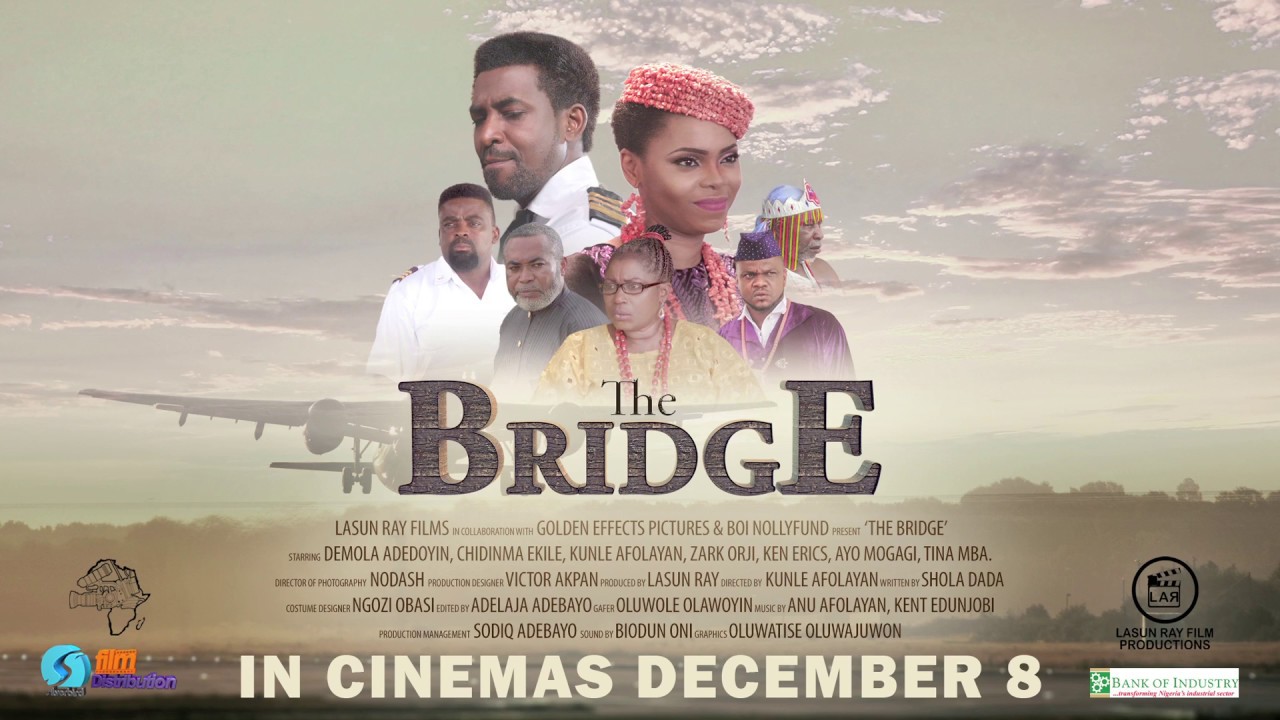 The
BRIDGE
LASUN RAY FILMS IN COLLABORATION WITH GOLDEN EFFECTS PICTURES & BOI NOLLYFUND PRESENT ‘THE BRIDGE’
STARRING DEMOLA ADEDOYIN, CHIDINMA EKILE, KUNLE AFOLAYAN, ZARK ORJI, KEN ERICS, AYO MOGAGI, TINA MBA.
DIRECTOR OF PHOTOGRAPHY NODASH PRODUCTION DESIGNER VICTOR AKPAN PRODUCED BY LASUN RAY DIRECTED BY KUNLE AFOLAYAN WRITTEN BY SHOLA DADA
COSTUME DESIGNER NGOZI OBASI EDITED BY ADELAJA ADEBAYO GAFER OLUWOLE OLAWOYIN MUSIC BY ANU AFOLAYAN, KENT EDUNJOBI
PRODUCTION MANAGEMENT SODIQ ADEBAYO SOUND BY BIODUN ONI GRAPHICS OLUWATISE OLUWAJUWON
LAR
LASUN RAY FILM
PRODUCTIONS
film
Distribution
IN CINEMAS DECEMBER 8
BANK OF INDUSTRY
...transforming Nigeria's industrial sector